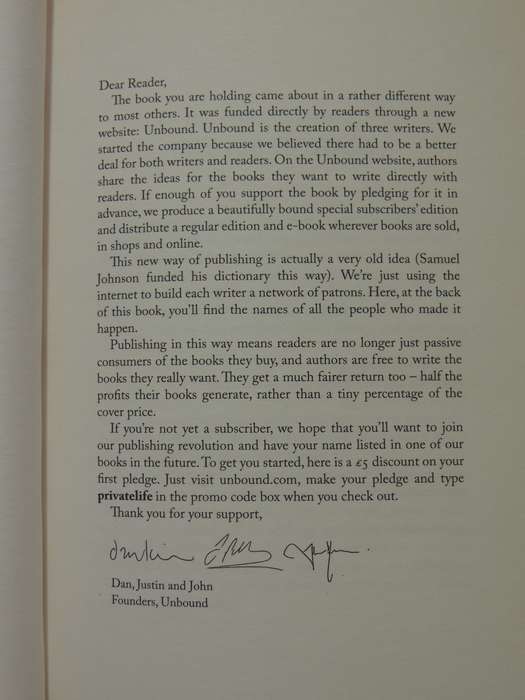 Dear Reader,
The book you are holding came about in a rather different way
to most others. It was funded directly by readers through a new
website: Unbound. Unbound is the creation of three writers. We
started the company because we believed there had to be a better
deal for both writers and readers. On the Unbound website, authors
share the ideas for the books they want to write directly with
readers. If enough of you support the book by pledging for it in
advance, we produce a beautifully bound special subscribers' edition
and distribute a regular edition and e-book wherever books are sold,
in shops and online.
This new way of publishing is actually a very old idea (Samuel
Johnson funded his dictionary this way). We're just using the
internet to build each writer a network of patrons. Here, at the back
of this book, you'll find the names of all the people who made it
happen.
Publishing in this way means readers are no longer just passive
consumers of the books they buy, and authors are free to write the
books they really want. They get a much fairer return too – half the
profits their books generate, rather than a tiny percentage of the
cover price.
If you're not yet a subscriber, we hope that you'll want to join
our publishing revolution and have your name listed in one of our
books in the future. To get you started, here is a £5 discount on your
first pledge. Just visit unbound.com, make your pledge and type
privatelife in the promo code box when you check out.
Thank you for your support,
Dan, Justin and John
Founders, Unbound